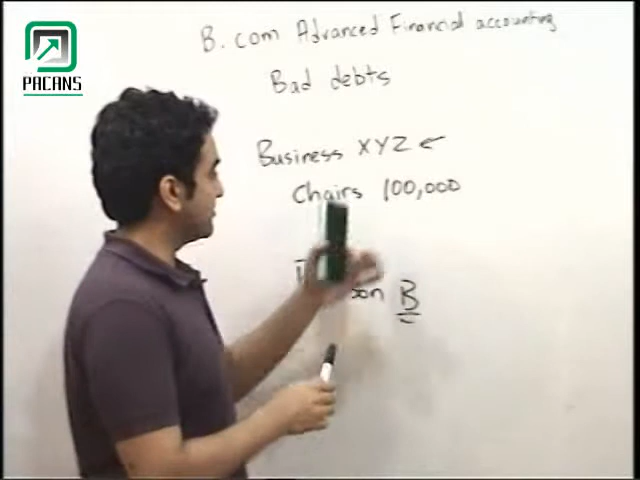 PACANS
B. com Advanced Financial accounting
Bad debts
Business XYZ ←
Chairs 100,000
B